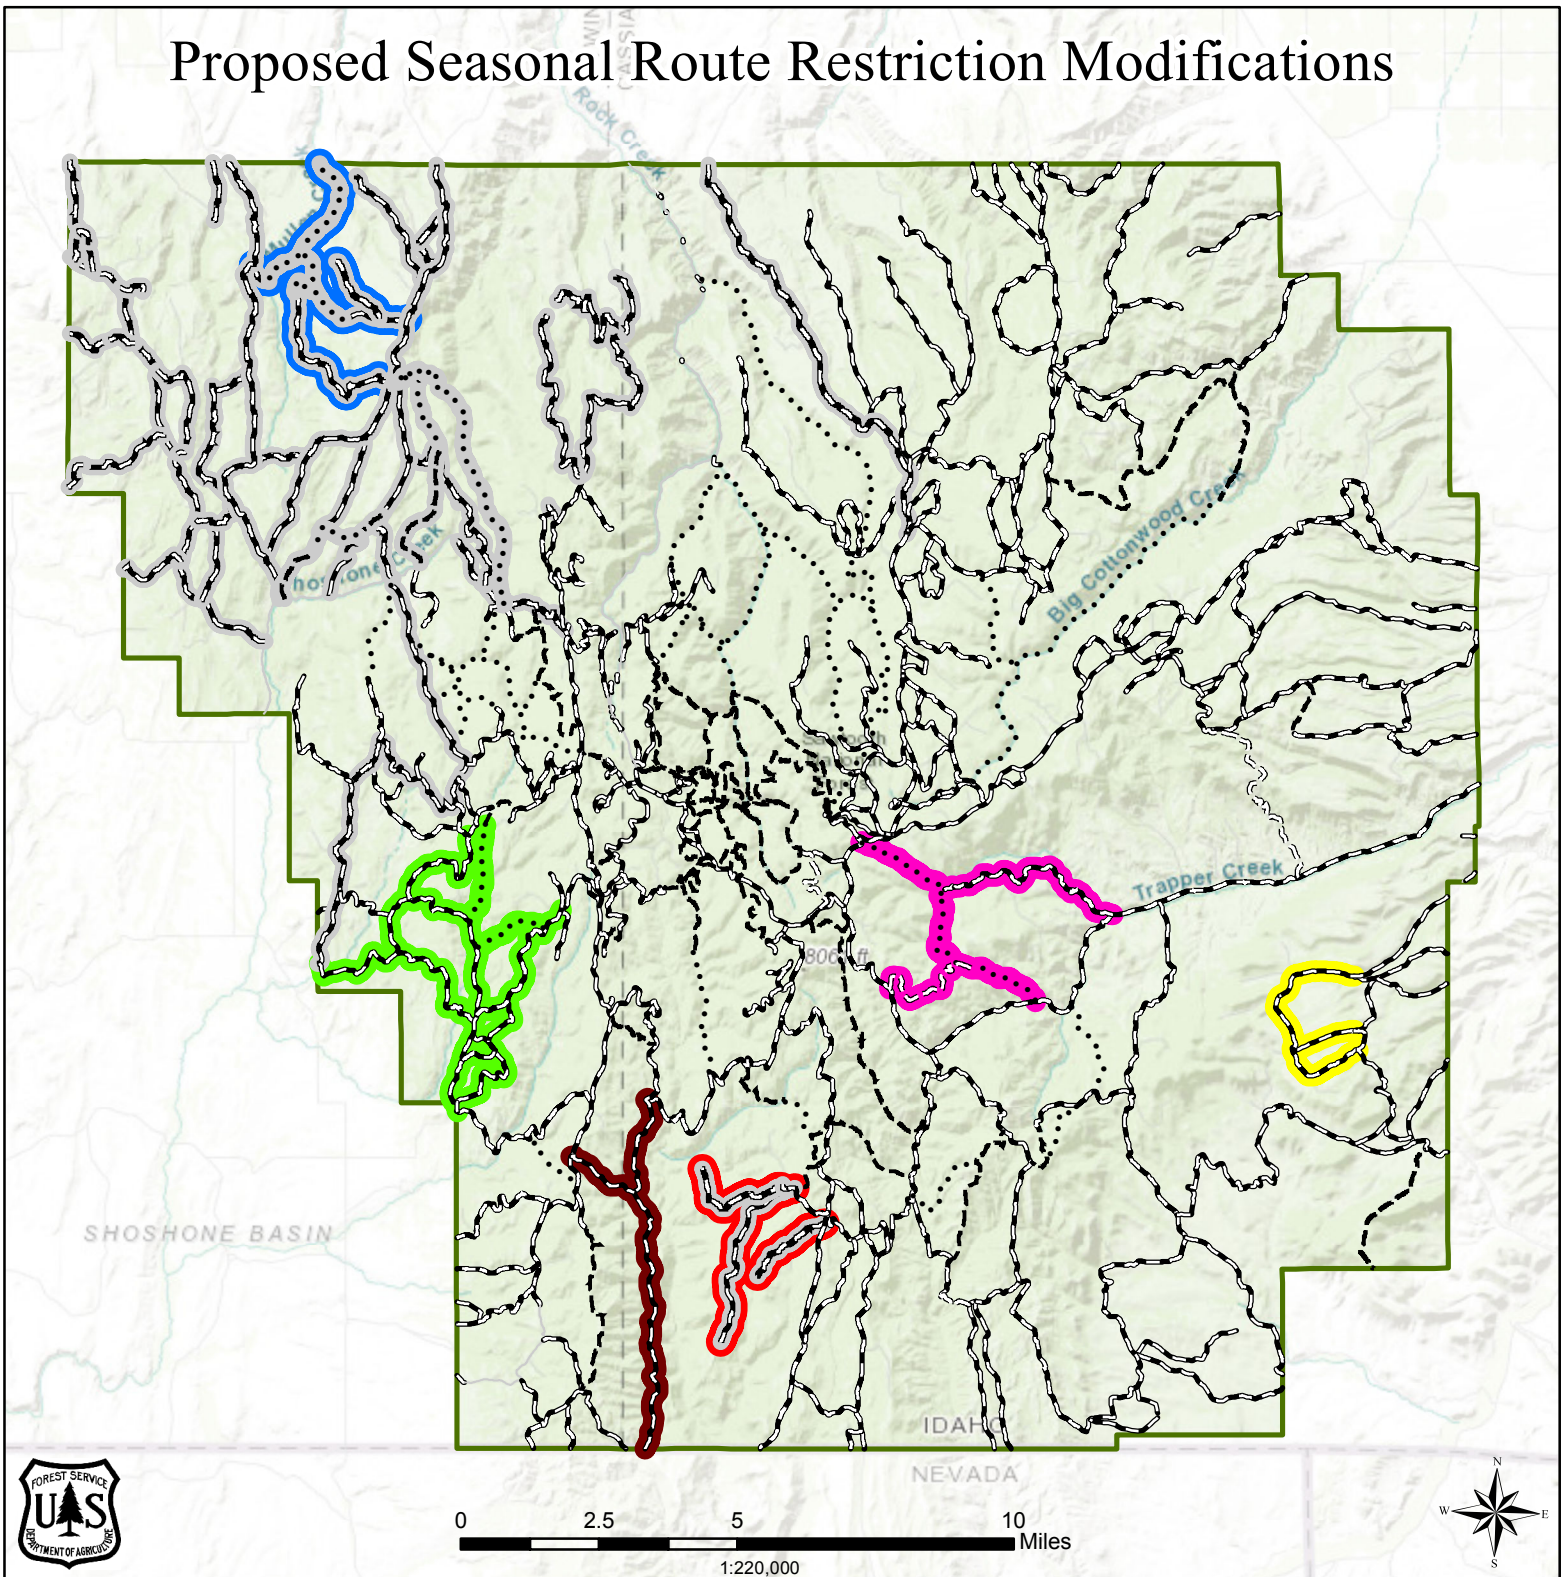 Proposed Seasonal Route Restriction Modifications
CASSIA
Rock Creek
Big Cottonwood Creek
Trapper Creek
SHOSHONE BASIN
IDAHO
NEVADA
FOREST SERVICE
U S
DEPARTMENT OF AGRICULTURE
0 2.5 5 10
Miles
1:220,000
N
W E
S